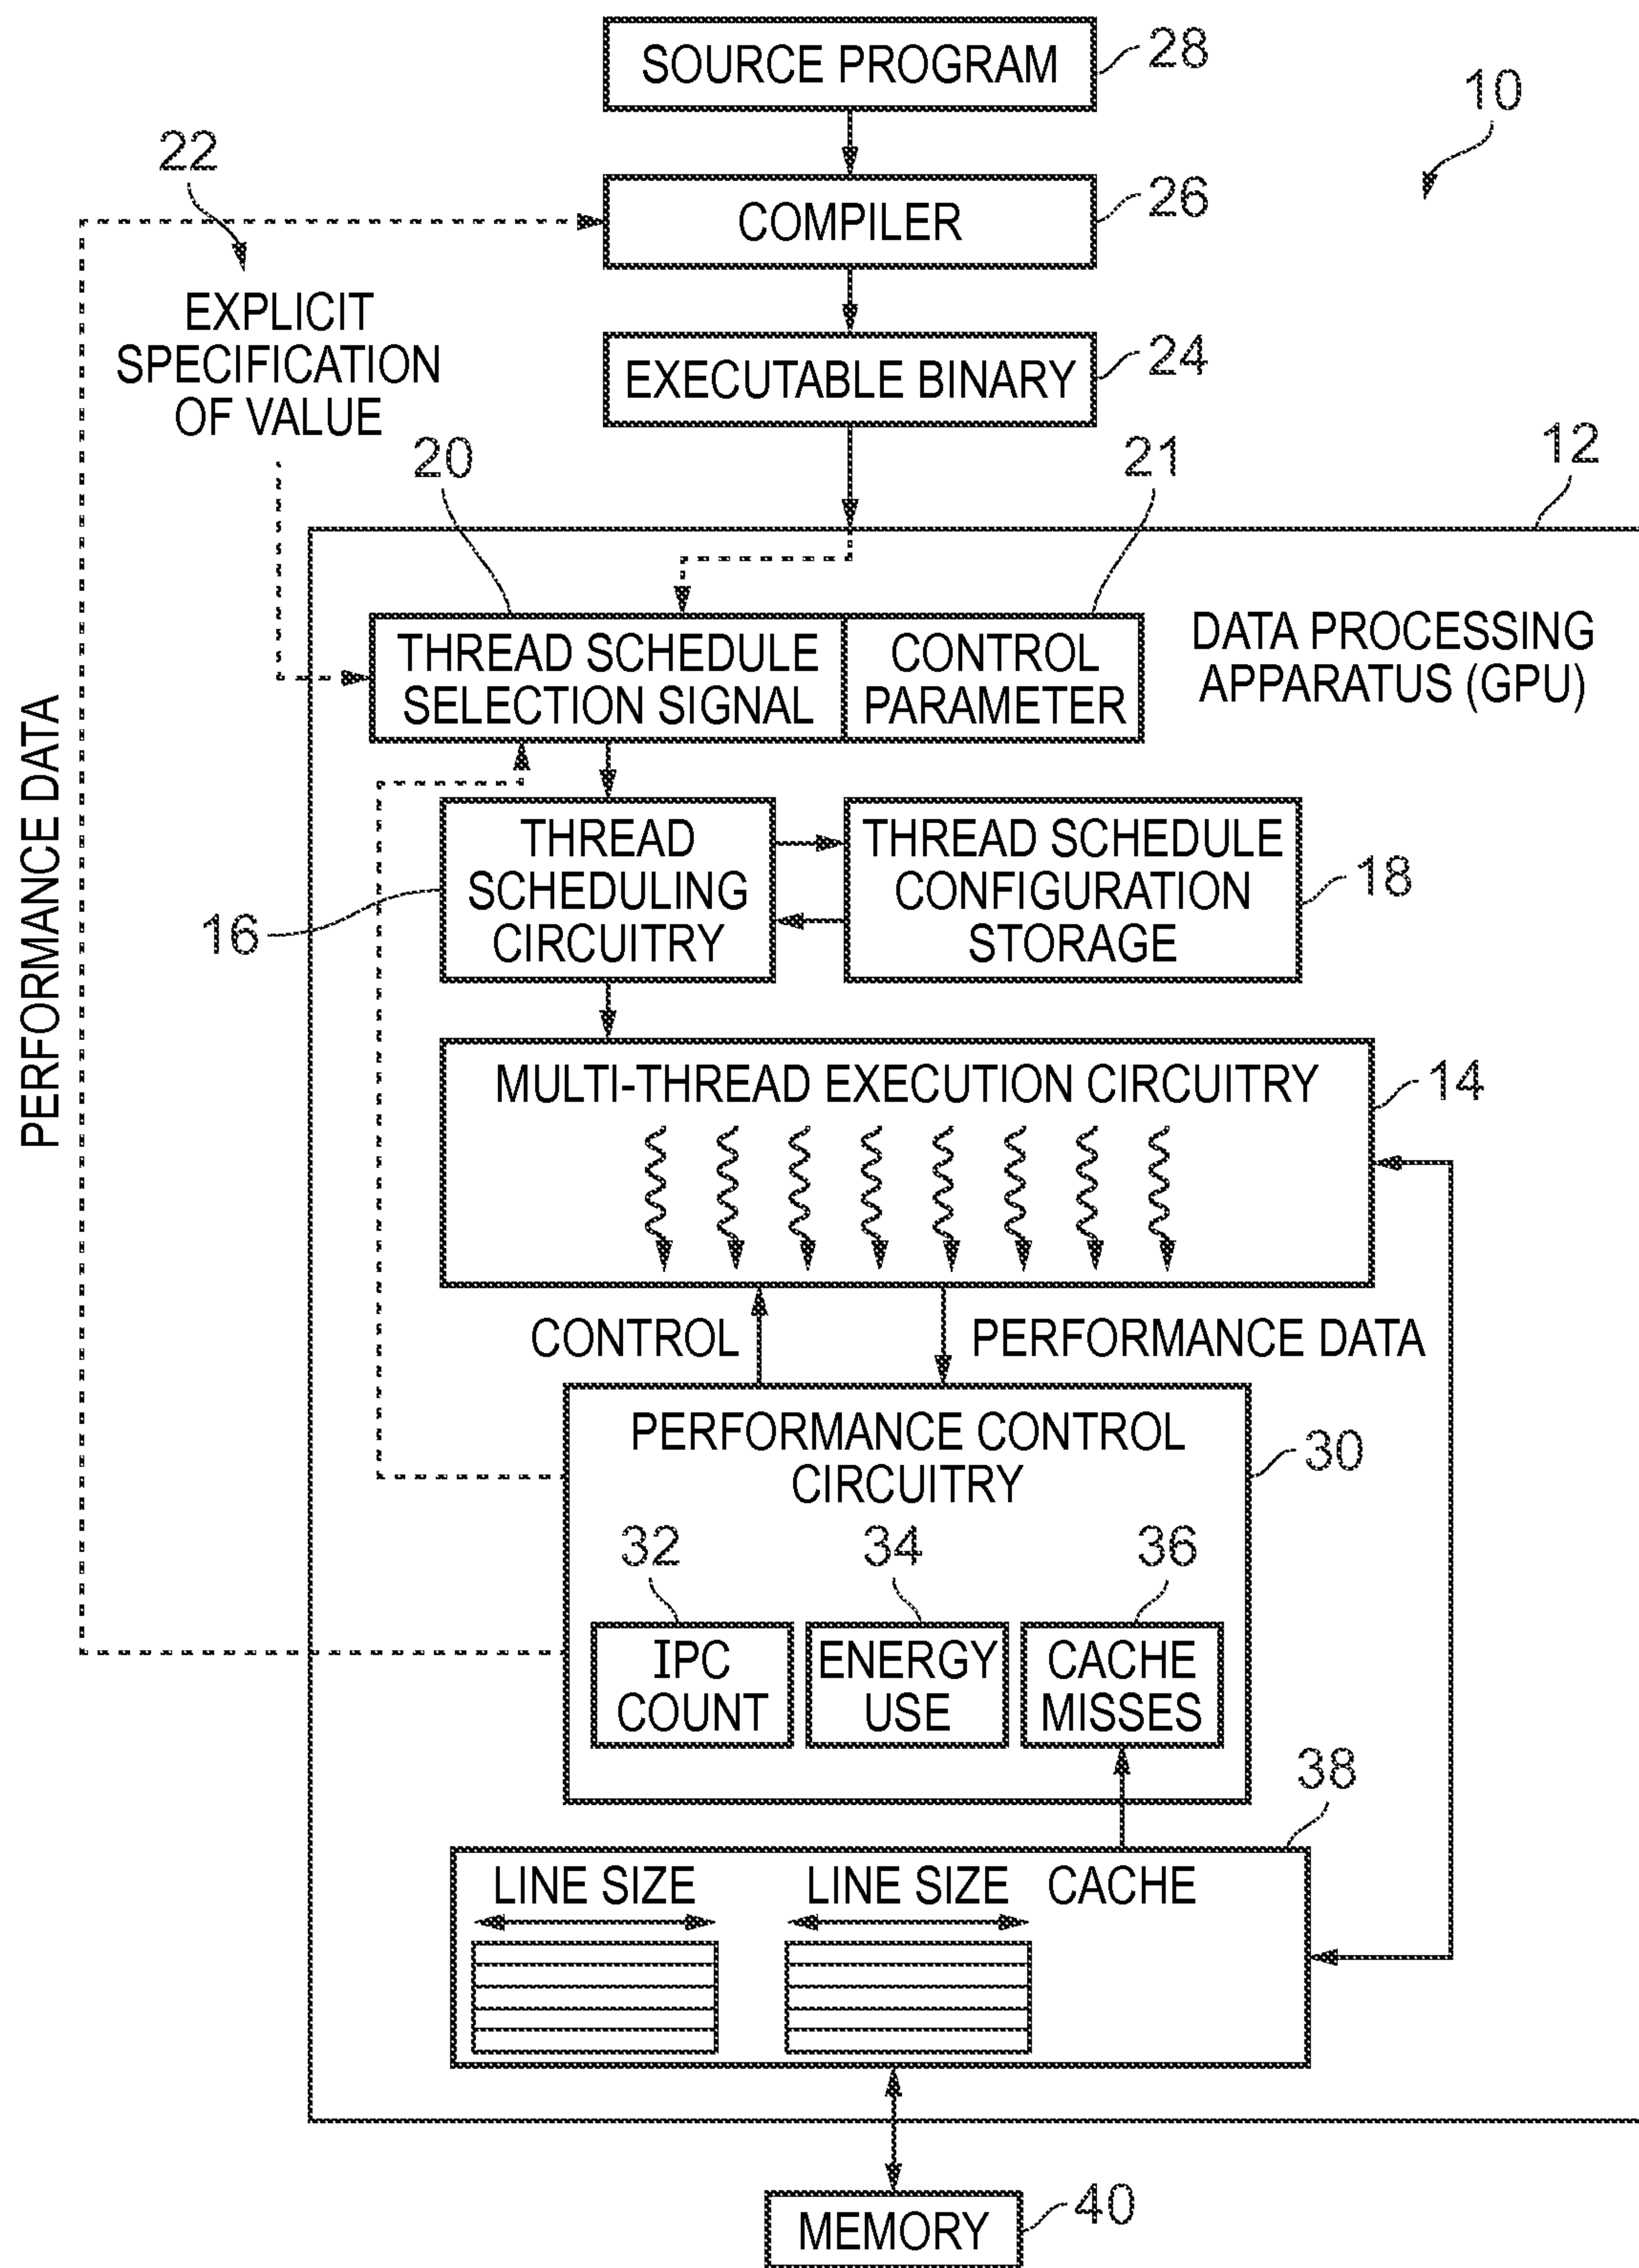 SOURCE PROGRAM
28
10
22
COMPILER
26
EXPLICIT
SPECIFICATION
OF VALUE
EXECUTABLE BINARY
24
20
21
12
THREAD SCHEDULE
SELECTION SIGNAL
CONTROL
PARAMETER
DATA PROCESSING
APPARATUS (GPU)
PERFORMANCE DATA
THREAD
SCHEDULING
CIRCUITRY
16
THREAD SCHEDULE
CONFIGURATION
STORAGE
18
MULTI-THREAD EXECUTION CIRCUITRY
14
CONTROL
PERFORMANCE DATA
PERFORMANCE CONTROL
CIRCUITRY
30
32
34
36
IPC
COUNT
ENERGY
USE
CACHE
MISSES
38
LINE SIZE
LINE SIZE
CACHE
MEMORY
40